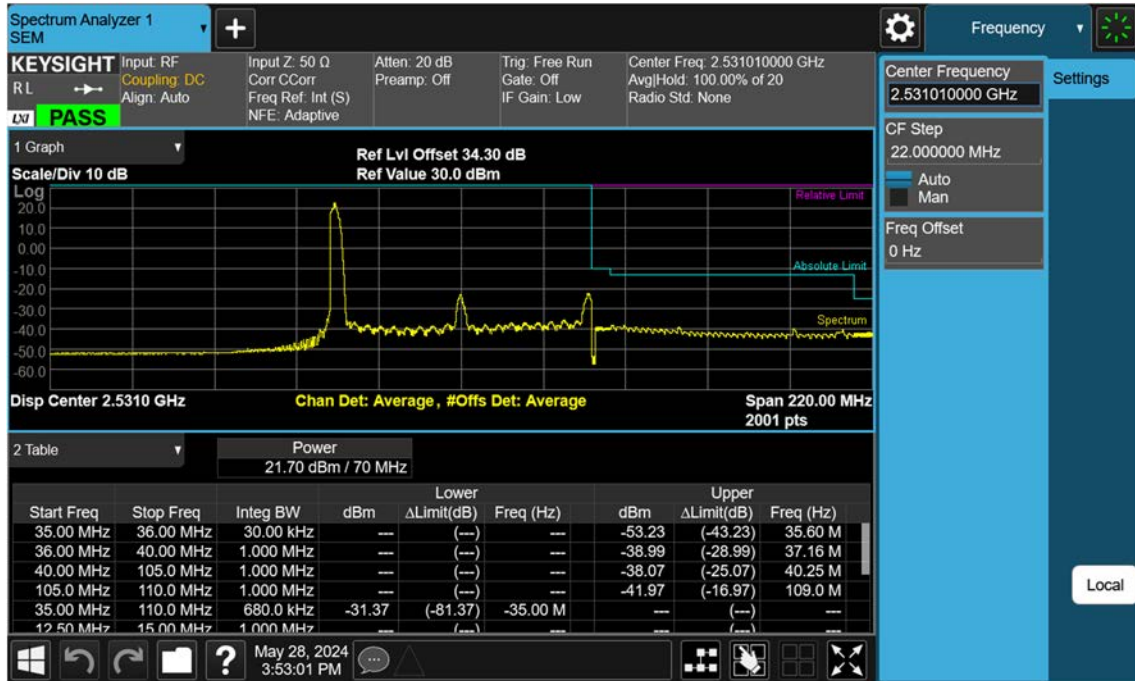 Spectrum Analyzer 1
SEM
+
Frequency
KEYSIGHT
RL
LXI PASS
Input: RF
Coupling: DC
Align: Auto
Input Z: 50 Ω
Corr CCorr
Freq Ref: Int (S)
NFE: Adaptive
Atten: 20 dB
Preamp: Off
Trig: Free Run
Gate: Off
IF Gain: Low
Center Freq: 2.531010000 GHz
Avg|Hold: 100.00% of 20
Radio Std: None
Center Frequency
2.531010000 GHz
Settings
CF Step
22.000000 MHz
Auto
Man
Freq Offset
0 Hz
1 Graph
Scale/Div 10 dB
Ref Lvl Offset 34.30 dB
Ref Value 30.0 dBm
Log
Relative Limit
20.0
10.0
0.00
-10.0
Absolute Limit
-20.0
-30.0
Spectrum
-40.0
-50.0
-60.0
Disp Center 2.5310 GHz
Chan Det: Average, #Offs Det: Average
Span 220.00 MHz
2001 pts
2 Table
Power
21.70 dBm / 70 MHz
Lower Upper
Start Freq Stop Freq Integ BW dBm ΔLimit(dB) Freq (Hz) dBm ΔLimit(dB) Freq (Hz)
35.00 MHz 36.00 MHz 30.00 kHz --- (---) --- -53.23 (-43.23) 35.60 M
36.00 MHz 40.00 MHz 1.000 MHz --- (---) --- -38.99 (-28.99) 37.16 M
40.00 MHz 105.0 MHz 1.000 MHz --- (---) --- -38.07 (-25.07) 40.25 M
105.0 MHz 110.0 MHz 1.000 MHz --- (---) --- -41.97 (-16.97) 109.0 M
35.00 MHz 110.0 MHz 680.0 kHz -31.37 (-81.37) -35.00 M --- (---) ---
12.50 MHz 15.00 MHz 1.000 MHz --- (---) --- --- (---) ---
Local
?
May 28, 2024
3:53:01 PM